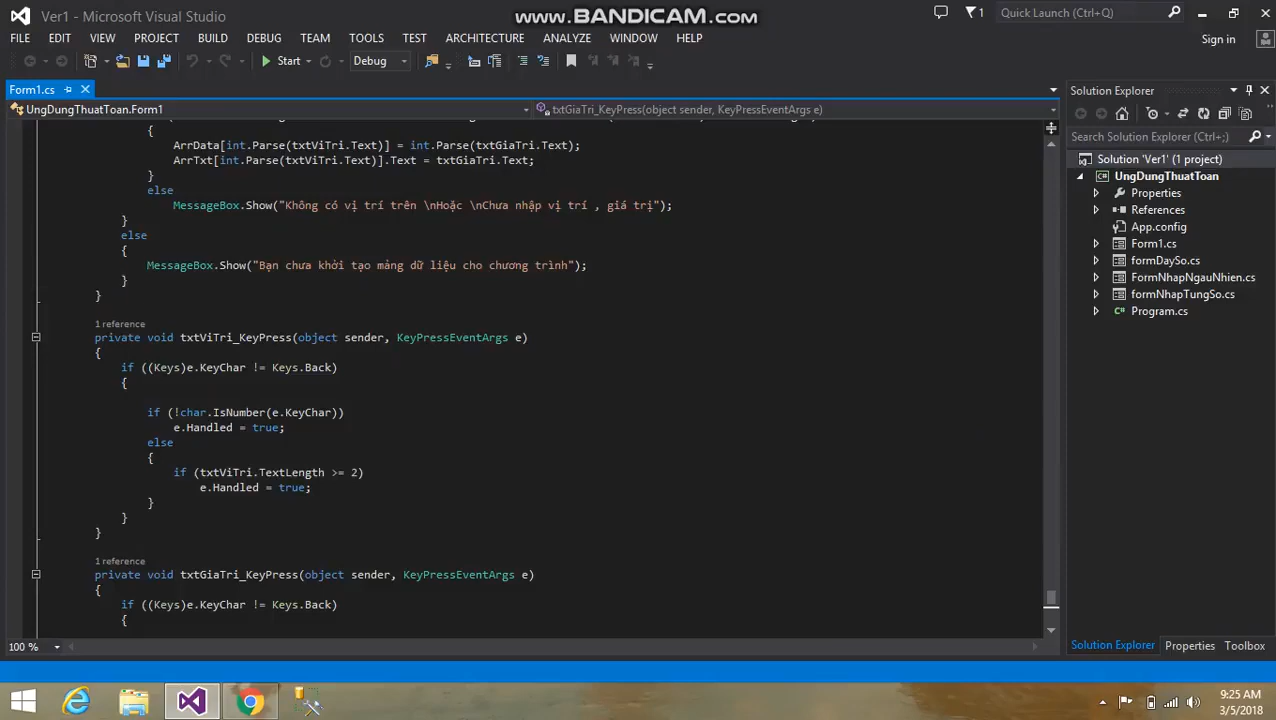 www.BANDICAM.com
Ver1 - Microsoft Visual Studio
1
Quick Launch (Ctrl+Q)
FILE EDIT VIEW PROJECT BUILD DEBUG TEAM TOOLS TEST ARCHITECTURE ANALYZE WINDOW HELP
Sign in
Start Debug
Form1.cs
UngDungThuatToan.Form1
txtGiaTri_KeyPress(object sender, KeyPressEventArgs e)
{
ArrData[int.Parse(txtViTri.Text)] = int.Parse(txtGiaTri.Text);
ArrTxt[int.Parse(txtViTri.Text)].Text = txtGiaTri.Text;
}
else
MessageBox.Show("Không có vị trí trên \nHoặc \nChưa nhập vị trí , giá trị");
}
else
{
MessageBox.Show("Bạn chưa khởi tạo mảng dữ liệu cho chương trình");
}
}
1 reference
private void txtViTri_KeyPress(object sender, KeyPressEventArgs e)
{
if ((Keys)e.KeyChar != Keys.Back)
{
if (!char.IsNumber(e.KeyChar))
e.Handled = true;
else
{
if (txtViTri.TextLength >= 2)
e.Handled = true;
}
}
}
1 reference
private void txtGiaTri_KeyPress(object sender, KeyPressEventArgs e)
{
if ((Keys)e.KeyChar != Keys.Back)
{
100 %
Solution Explorer
Search Solution Explorer (Ctrl+;)
Solution 'Ver1' (1 project)
UngDungThuatToan
Properties
References
App.config
Form1.cs
formDaySo.cs
FormNhapNgauNhien.cs
formNhapTungSo.cs
Program.cs
Solution Explorer Properties Toolbox
9:25 AM
3/5/2018